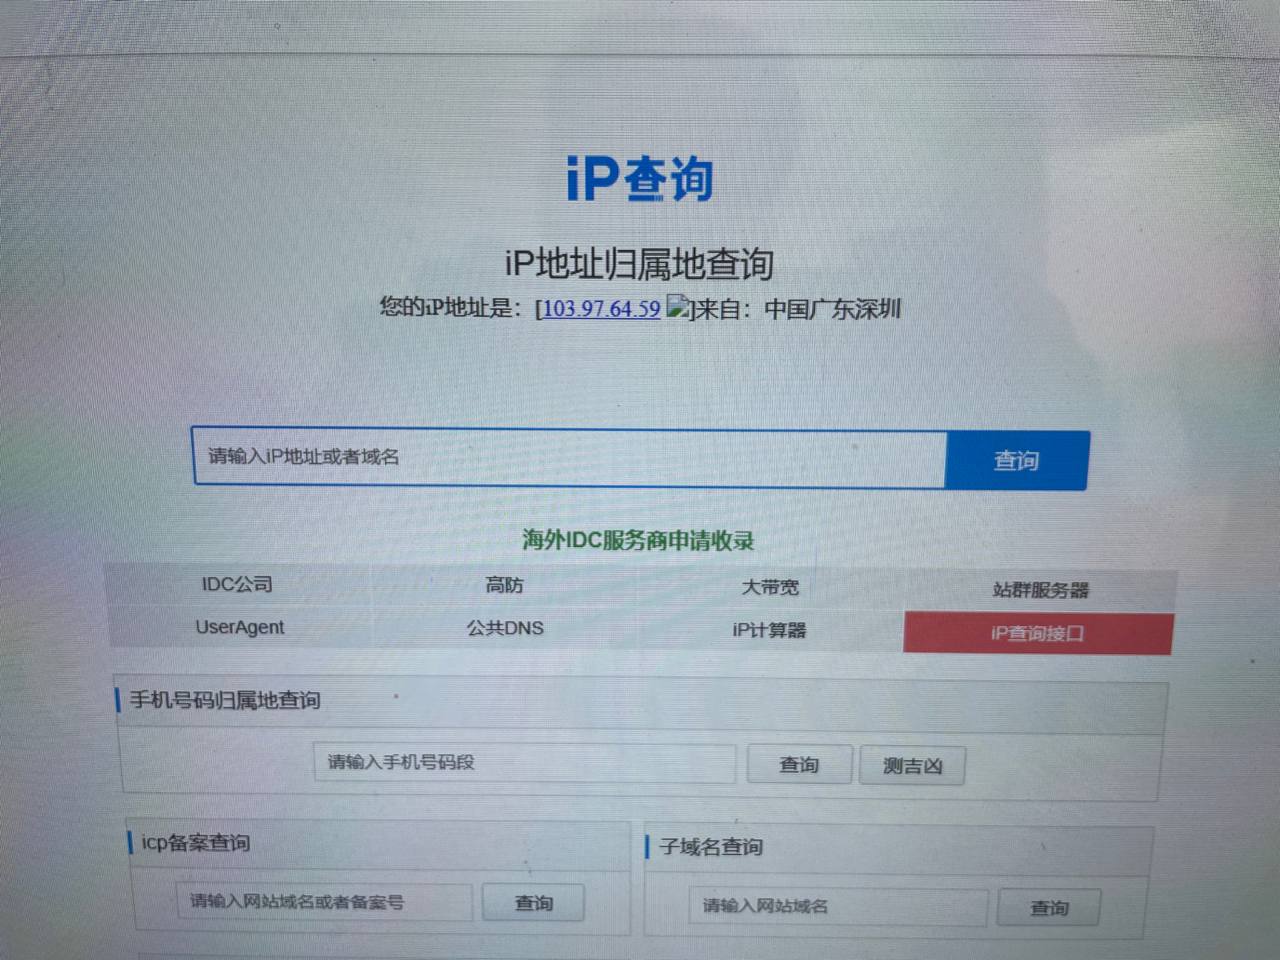 iP查询
iP地址归属地查询
您的iP地址是：[103.97.64.59 ]来自：中国广东深圳
请输入iP地址或者域名 查询
海外IDC服务商申请收录
IDC公司 高防 大带宽 站群服务器
UserAgent 公共DNS iP计算器 iP查询接口
手机号码归属地查询
请输入手机号码段 查询 测吉凶
icp备案查询 子域名查询
请输入网站域名或者备案号 查询 请输入网站域名 查询